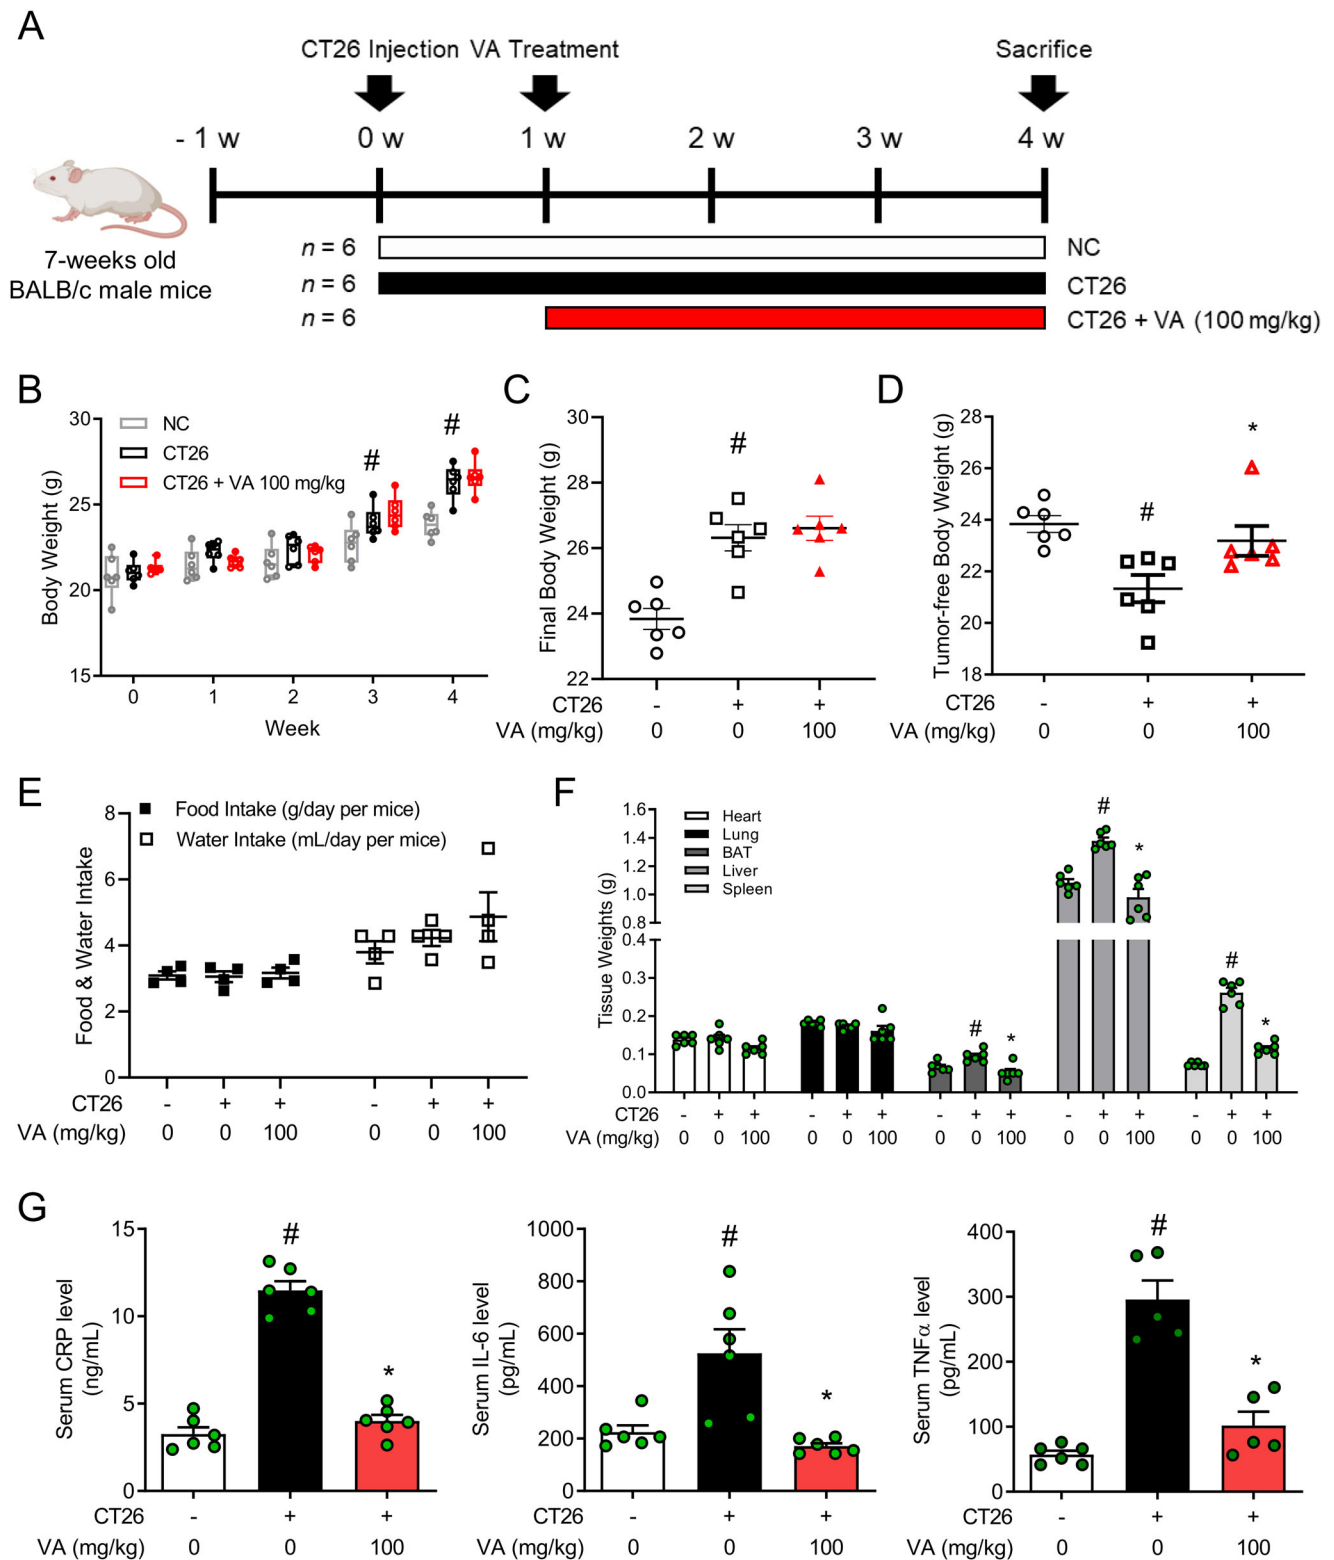 A
CT26 Injection VA Treatment Sacrifice
- 1 w 0 w 1 w 2 w 3 w 4 w
7-weeks old
BALB/c male mice
n = 6 NC
n = 6 CT26
n = 6 CT26 + VA (100 mg/kg)
B
Body Weight (g)
30
25
20
15
NC
CT26
CT26 + VA 100 mg/kg
# #
0 1 2 3 4
Week
C
Final Body Weight (g)
30
28
26
24
22
#
CT26 - + +
VA (mg/kg) 0 0 100
D
Tumor-free Body Weight (g)
28
26
24
22
20
18
# *
CT26 - + +
VA (mg/kg) 0 0 100
E
Food & Water Intake
8
6
4
2
0
Food Intake (g/day per mice)
Water Intake (mL/day per mice)
CT26 - + + - + +
VA (mg/kg) 0 0 100 0 0 100
F
Tissue Weights (g)
1.6
1.4
1.2
1.0
0.8
0.4
0.3
0.2
0.1
0.0
Heart
Lung
BAT
Liver
Spleen
# * # * # *
CT26 - + + - + + - + + - + + - + +
VA (mg/kg) 0 0 100 0 0 100 0 0 100 0 0 100 0 0 100
G
Serum CRP level
(ng/mL)
15
10
5
0
# *
CT26 - + +
VA (mg/kg) 0 0 100
Serum IL-6 level
(pg/mL)
1000
800
600
400
200
0
# *
CT26 - + +
VA (mg/kg) 0 0 100
Serum TNFα level
(pg/mL)
400
300
200
100
0
# *
CT26 - + +
VA (mg/kg) 0 0 100